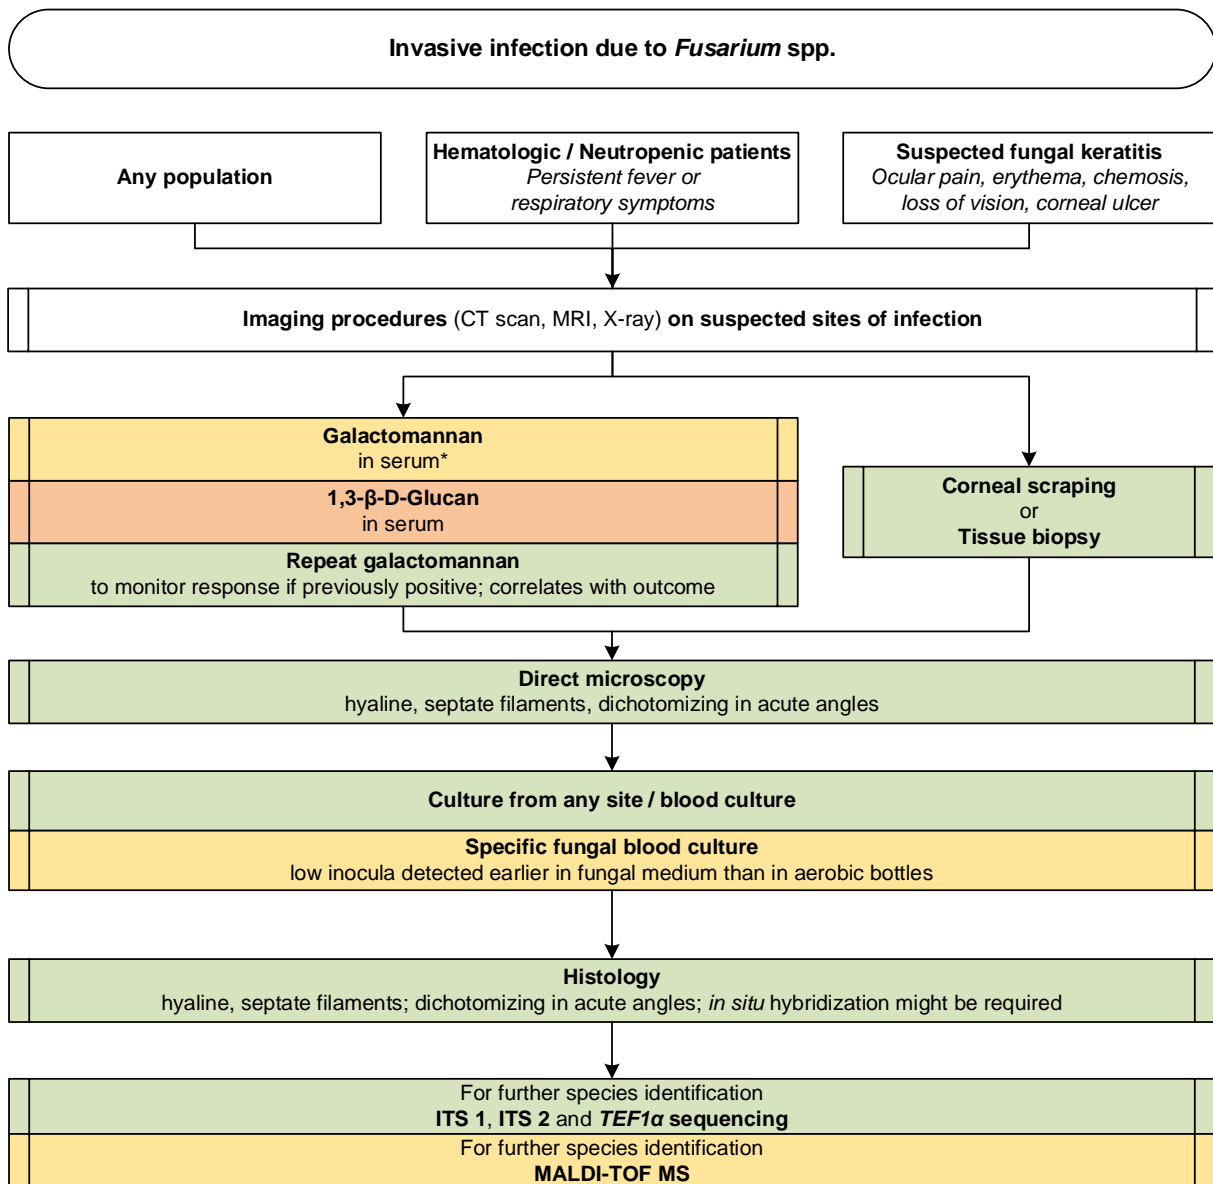 Invasive infection due to Fusarium spp.
Any population
Hematologic / Neutropenic patients
Persistent fever or
respiratory symptoms
Suspected fungal keratitis
Ocular pain, erythema, chemosis,
loss of vision, corneal ulcer
Imaging procedures (CT scan, MRI, X-ray) on suspected sites of infection
Galactomannan
in serum*
1,3-β-D-Glucan
in serum
Repeat galactomannan
to monitor response if previously positive; correlates with outcome
Corneal scraping
or
Tissue biopsy
Direct microscopy
hyaline, septate filaments, dichotomizing in acute angles
Culture from any site / blood culture
Specific fungal blood culture
low inocula detected earlier in fungal medium than in aerobic bottles
Histology
hyaline, septate filaments; dichotomizing in acute angles; in situ hybridization might be required
For further species identification
ITS 1, ITS 2 and TEF1α sequencing
For further species identification
MALDI-TOF MS